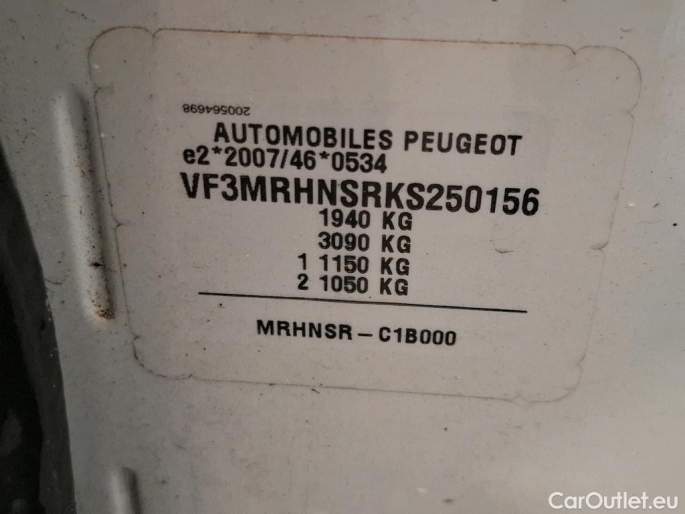 200564698
AUTOMOBILES PEUGEOT
e2*2007/46*0534
VF3MRHNSRKS250156
1940 KG
3090 KG
1 1150 KG
2 1050 KG
MRHNSR – C1B000
CarOutlet.eu